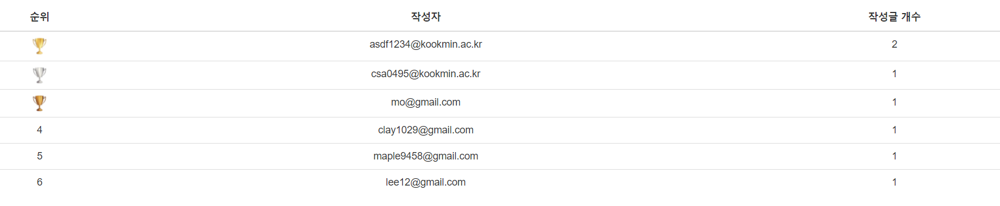 순위 작성자 작성글 개수
asdf1234@kookmin.ac.kr 2
csa0495@kookmin.ac.kr 1
mo@gmail.com 1
4 clay1029@gmail.com 1
5 maple9458@gmail.com 1
6 lee12@gmail.com 1